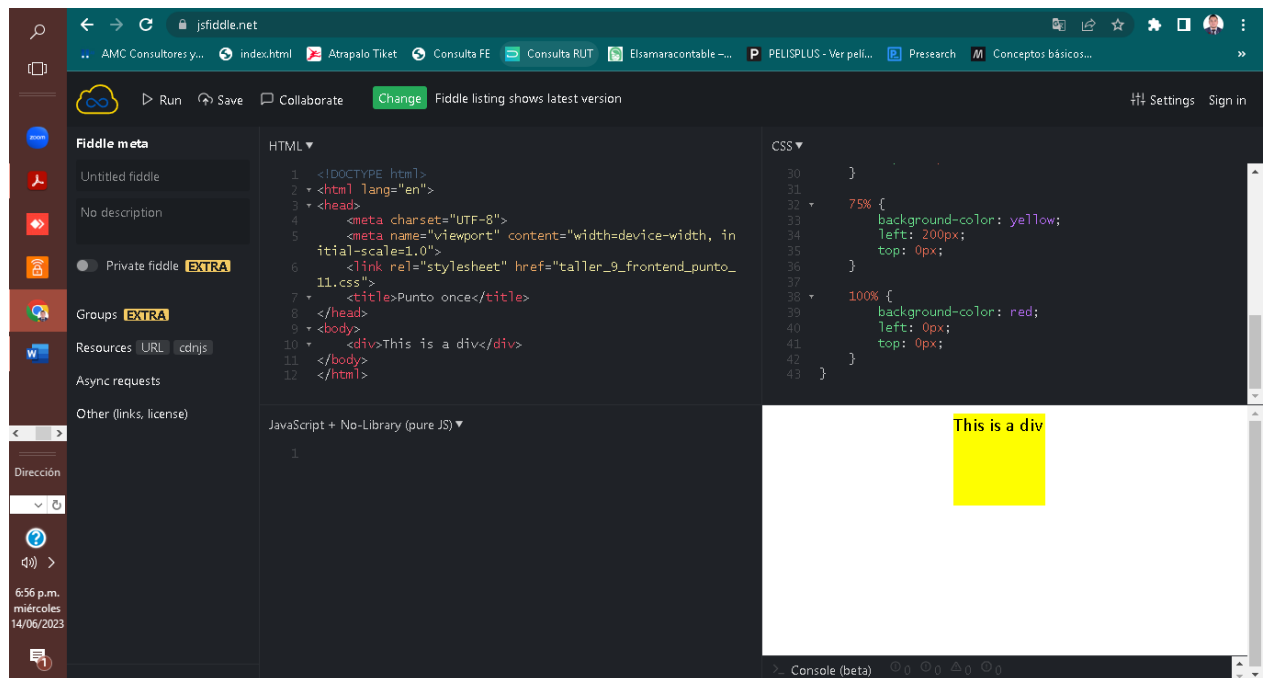 jsfiddle.net
AMC Consultores y... index.html Atrapalo Tiket Consulta FE Consulta RUT Elsamaracontable –... PELISPLUS - Ver pelí... Presearch Conceptos básicos... »
Run Save Collaborate Change Fiddle listing shows latest version Settings Sign in
zoom
Dirección
6:56 p.m.
miércoles
14/06/2023
1
Fiddle meta
Untitled fiddle
No description
Private fiddle EXTRA
Groups EXTRA
Resources URL cdnjs
Async requests
Other (links, license)
HTML
1 <!DOCTYPE html>
2 <html lang="en">
3 <head>
4 <meta charset="UTF-8">
5 <meta name="viewport" content="width=device-width, in
itial-scale=1.0">
6 <link rel="stylesheet" href="taller_9_frontend_punto_
11.css">
7 <title>Punto once</title>
8 </head>
9 <body>
10 <div>This is a div</div>
11 </body>
12 </html>
CSS
30 }
31
32 75% {
33 background-color: yellow;
34 left: 200px;
35 top: 0px;
36 }
37
38 100% {
39 background-color: red;
40 left: 0px;
41 top: 0px;
42 }
43 }
JavaScript + No-Library (pure JS)
1
This is a div
>_ Console (beta) 0 0 0 0